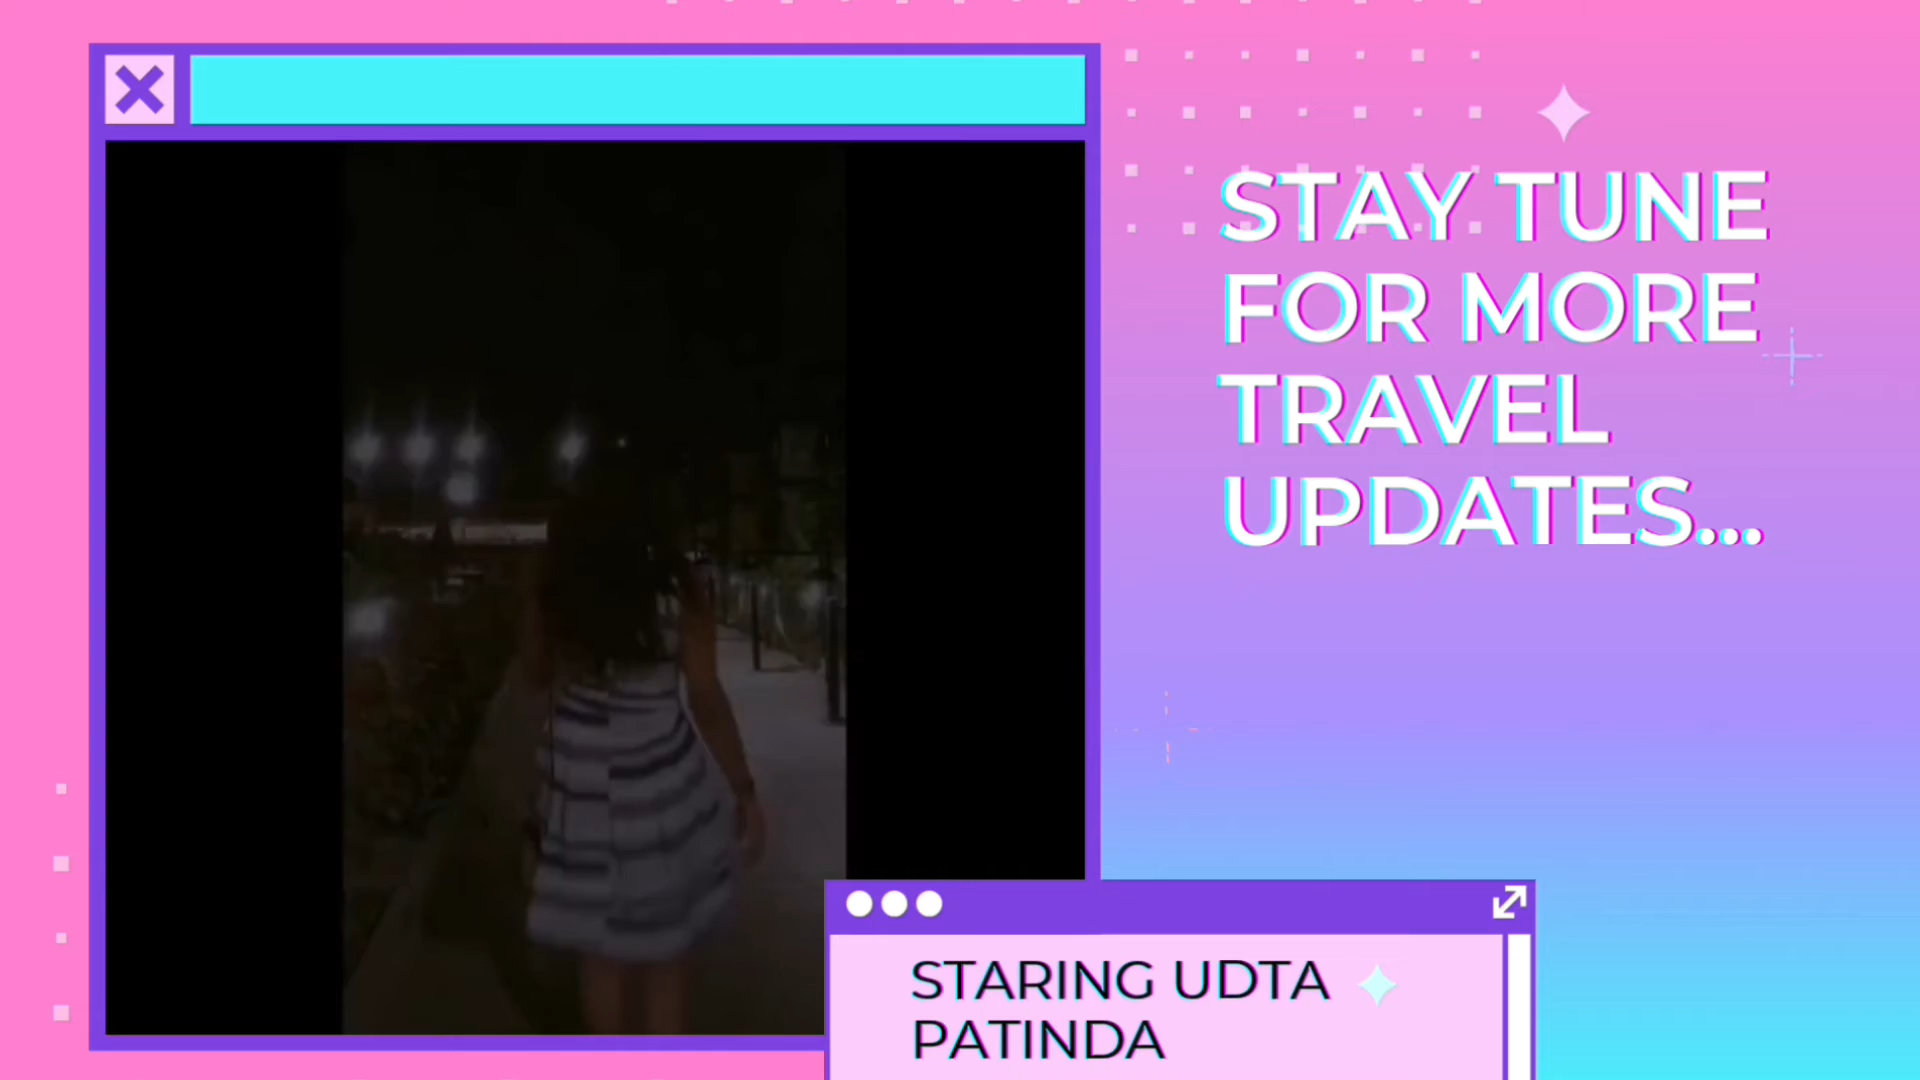 STAY TUNE
FOR MORE
TRAVEL
UPDATES...
STARING UDTA
PATINDA